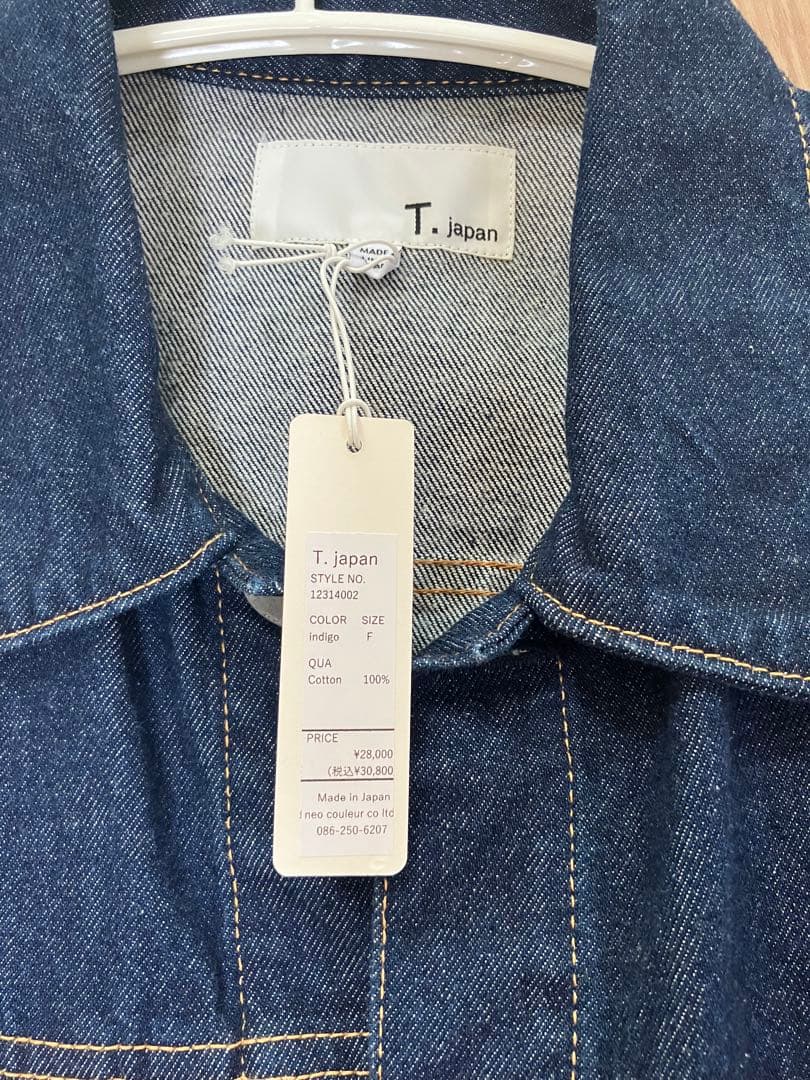 T. japan
MADE
T. japan
STYLE NO.
12314002
COLOR SIZE
indigo F
QUA
Cotton 100%
PRICE
¥28,000
(税込¥30,800
Made in Japan
neo couleur co ltd
086-250-6207